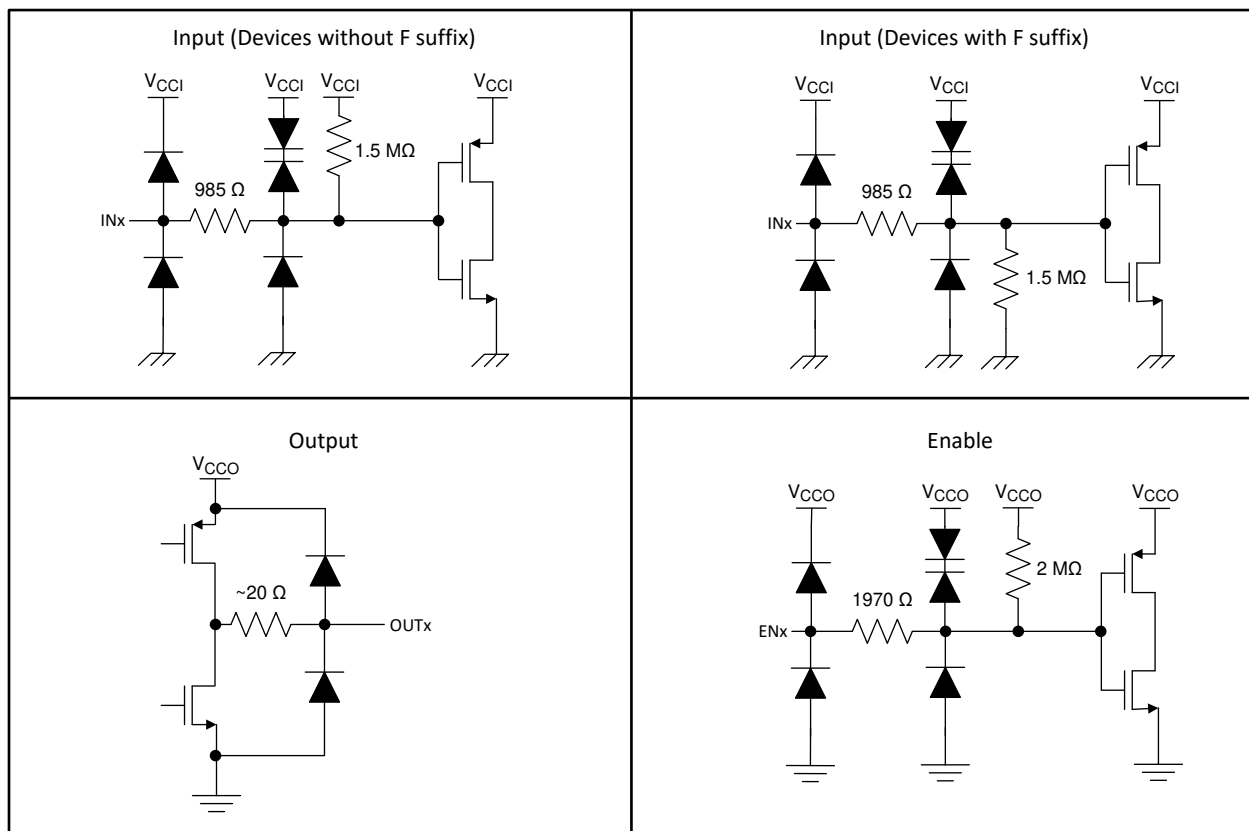 Input (Devices without F suffix)
VCCI
VCCI
VCCI
VCCI
1.5 MΩ
985 Ω
INx
Input (Devices with F suffix)
VCCI
VCCI
VCCI
985 Ω
INx
1.5 MΩ
Output
VCCO
~20 Ω
OUTx
Enable
VCCO
VCCO
VCCO
VCCO
2 MΩ
1970 Ω
ENx